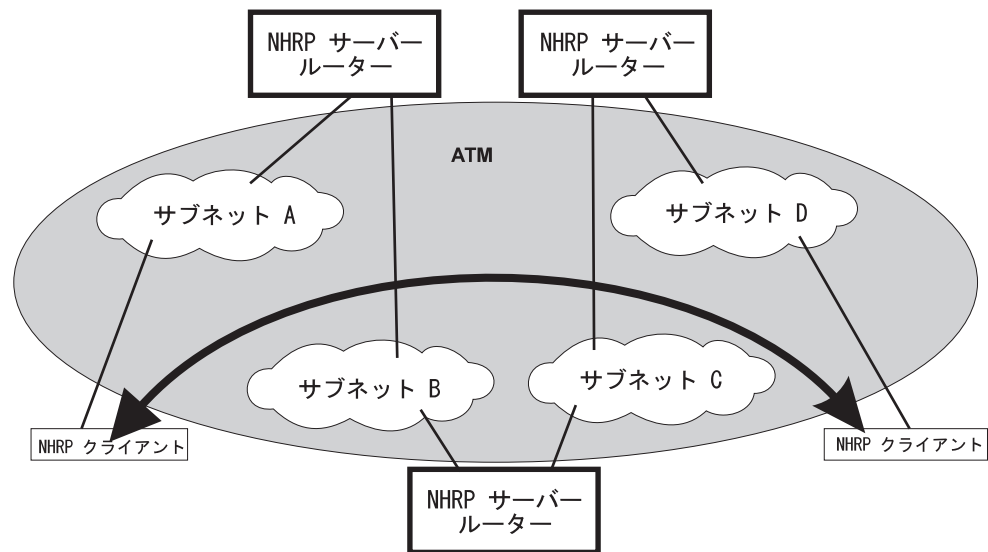 NHRP サーバー
ルーター
NHRP サーバー
ルーター
ATM
サブネット A
サブネット D
サブネット B
サブネット C
NHRP クライアント
NHRP クライアント
NHRP サーバー
ルーター